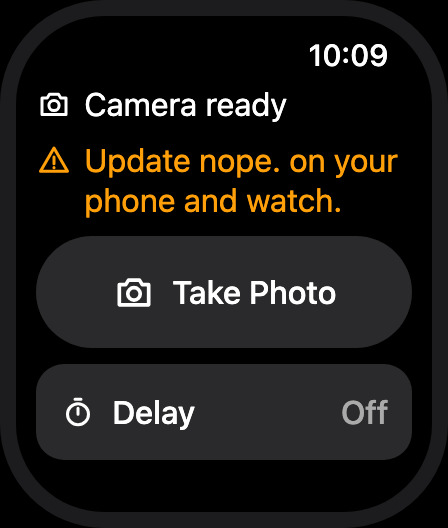 10:09
Camera ready
Update nope. on your
phone and watch.
Take Photo
Delay Off